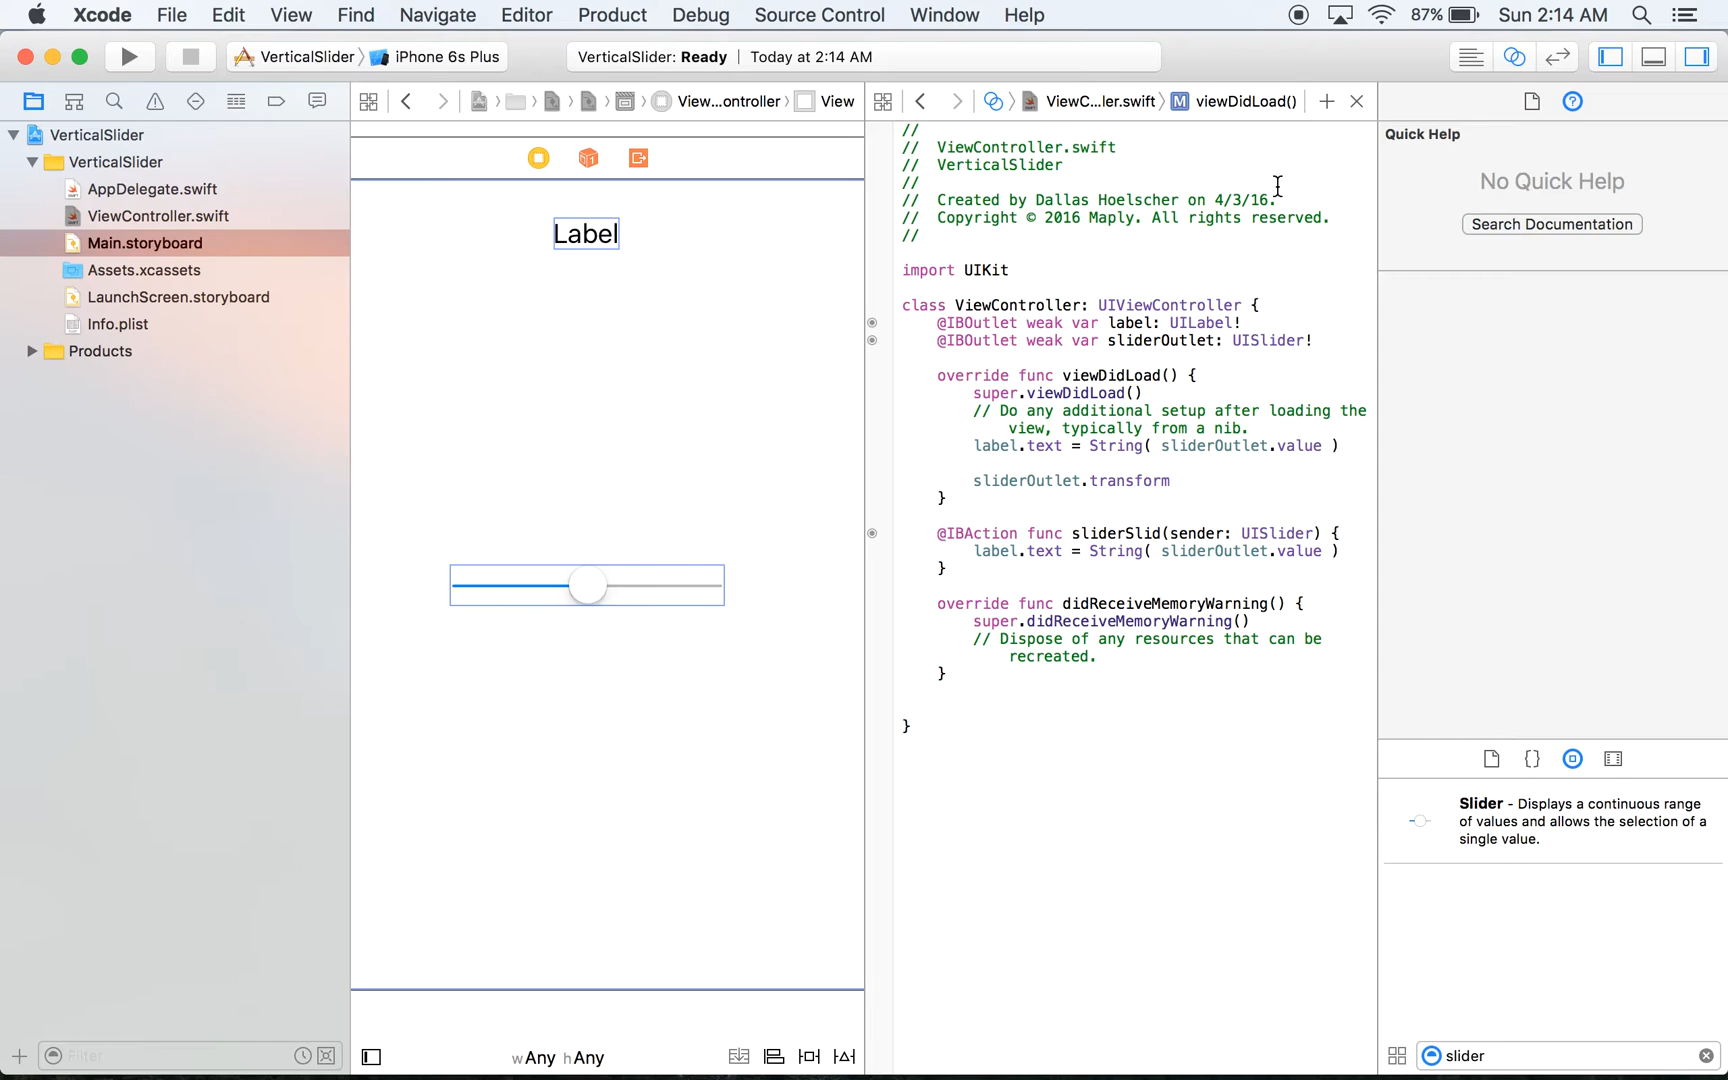 Xcode File Edit View Find Navigate Editor Product Debug Source Control Window Help 87% Sun 2:14 AM
VerticalSlider iPhone 6s Plus VerticalSlider: Ready Today at 2:14 AM
View...ontroller View
ViewC...ler.swift M viewDidLoad()
VerticalSlider
VerticalSlider
AppDelegate.swift
ViewController.swift
Main.storyboard
Assets.xcassets
LaunchScreen.storyboard
Info.plist
Products
Filter
Label
wAny hAny
//
//  ViewController.swift
//  VerticalSlider
//
//  Created by Dallas Hoelscher on 4/3/16.
//  Copyright © 2016 Maply. All rights reserved.
//
import UIKit
class ViewController: UIViewController {
@IBOutlet weak var label: UILabel!
@IBOutlet weak var sliderOutlet: UISlider!
override func viewDidLoad() {
super.viewDidLoad()
// Do any additional setup after loading the
view, typically from a nib.
label.text = String( sliderOutlet.value )
sliderOutlet.transform
}
@IBAction func sliderSlid(sender: UISlider) {
label.text = String( sliderOutlet.value )
}
override func didReceiveMemoryWarning() {
super.didReceiveMemoryWarning()
// Dispose of any resources that can be
recreated.
}
}
Quick Help
No Quick Help
Search Documentation
Slider - Displays a continuous range
of values and allows the selection of a
single value.
slider